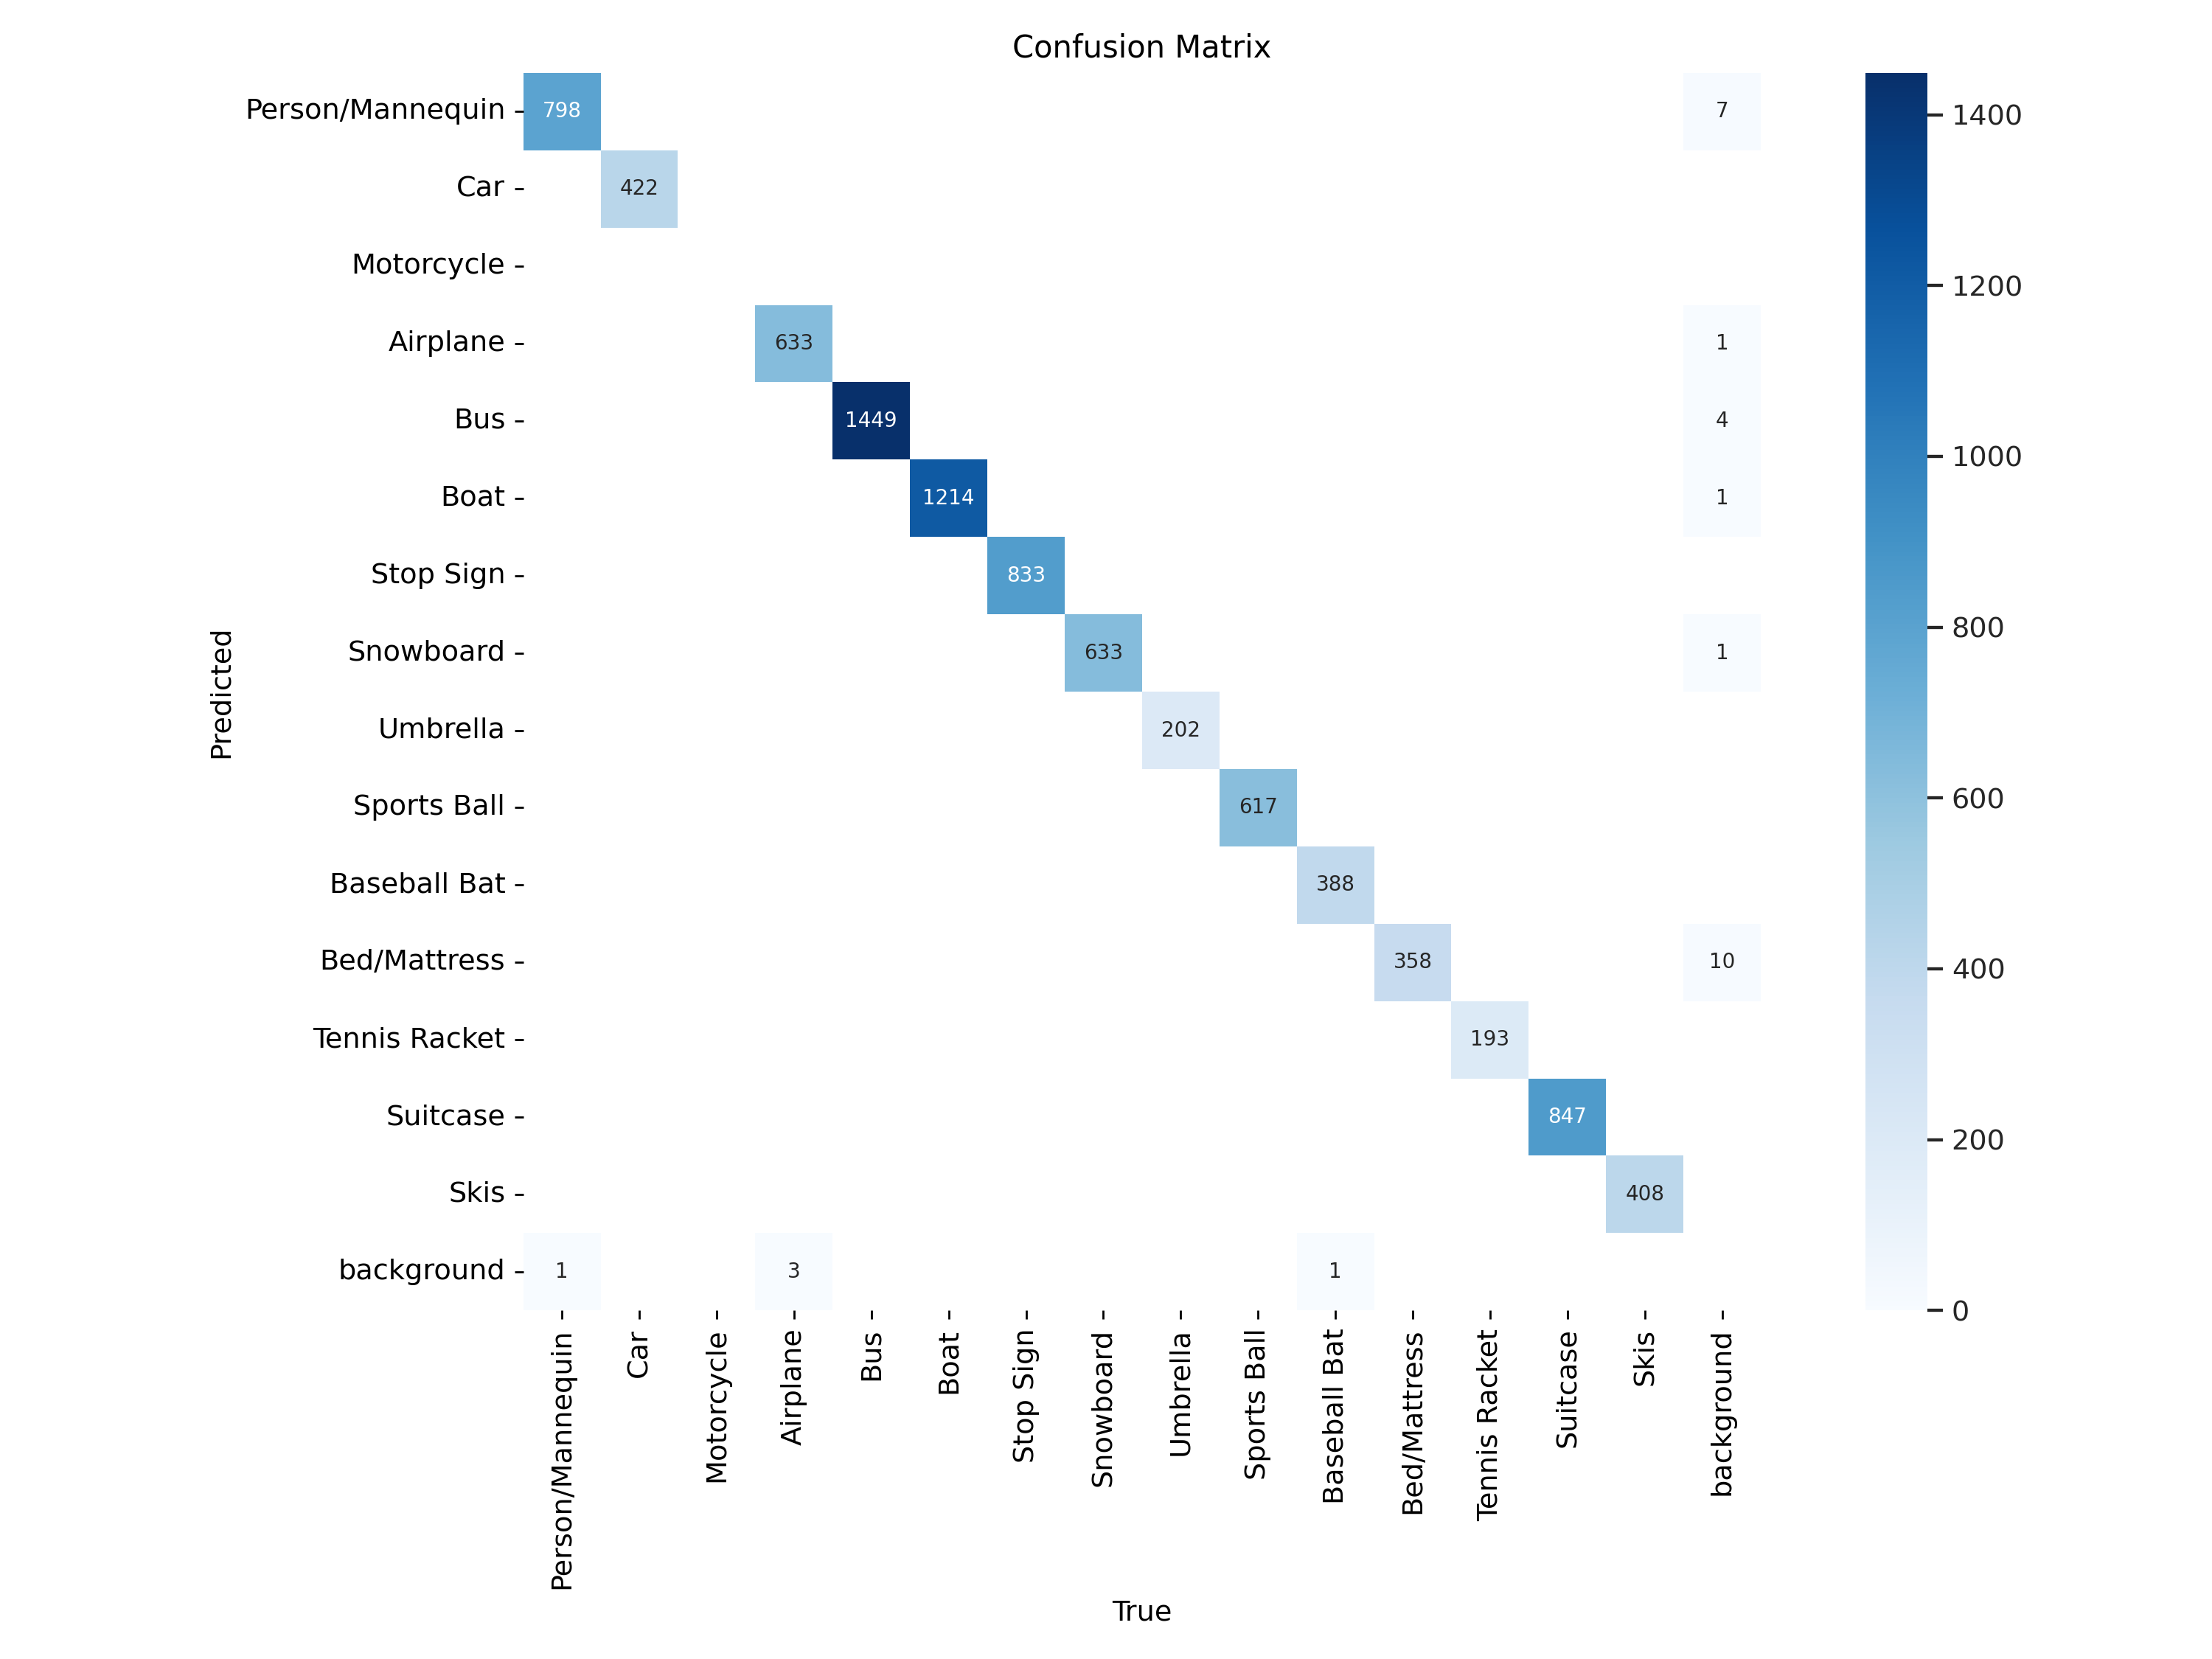 Confusion Matrix
Person/Mannequin 798 7
Car 422
Motorcycle
Airplane 633 1
Bus 1449 4
Boat 1214 1
Stop Sign 833
Snowboard 633 1
Umbrella 202
Sports Ball 617
Baseball Bat 388
Bed/Mattress 358 10
Tennis Racket 193
Suitcase 847
Skis 408
background 1 3 1
Predicted
Person/Mannequin
Car
Motorcycle
Airplane
Bus
Boat
Stop Sign
Snowboard
Umbrella
Sports Ball
Baseball Bat
Bed/Mattress
Tennis Racket
Suitcase
Skis
background
True
1400
1200
1000
800
600
400
200
0